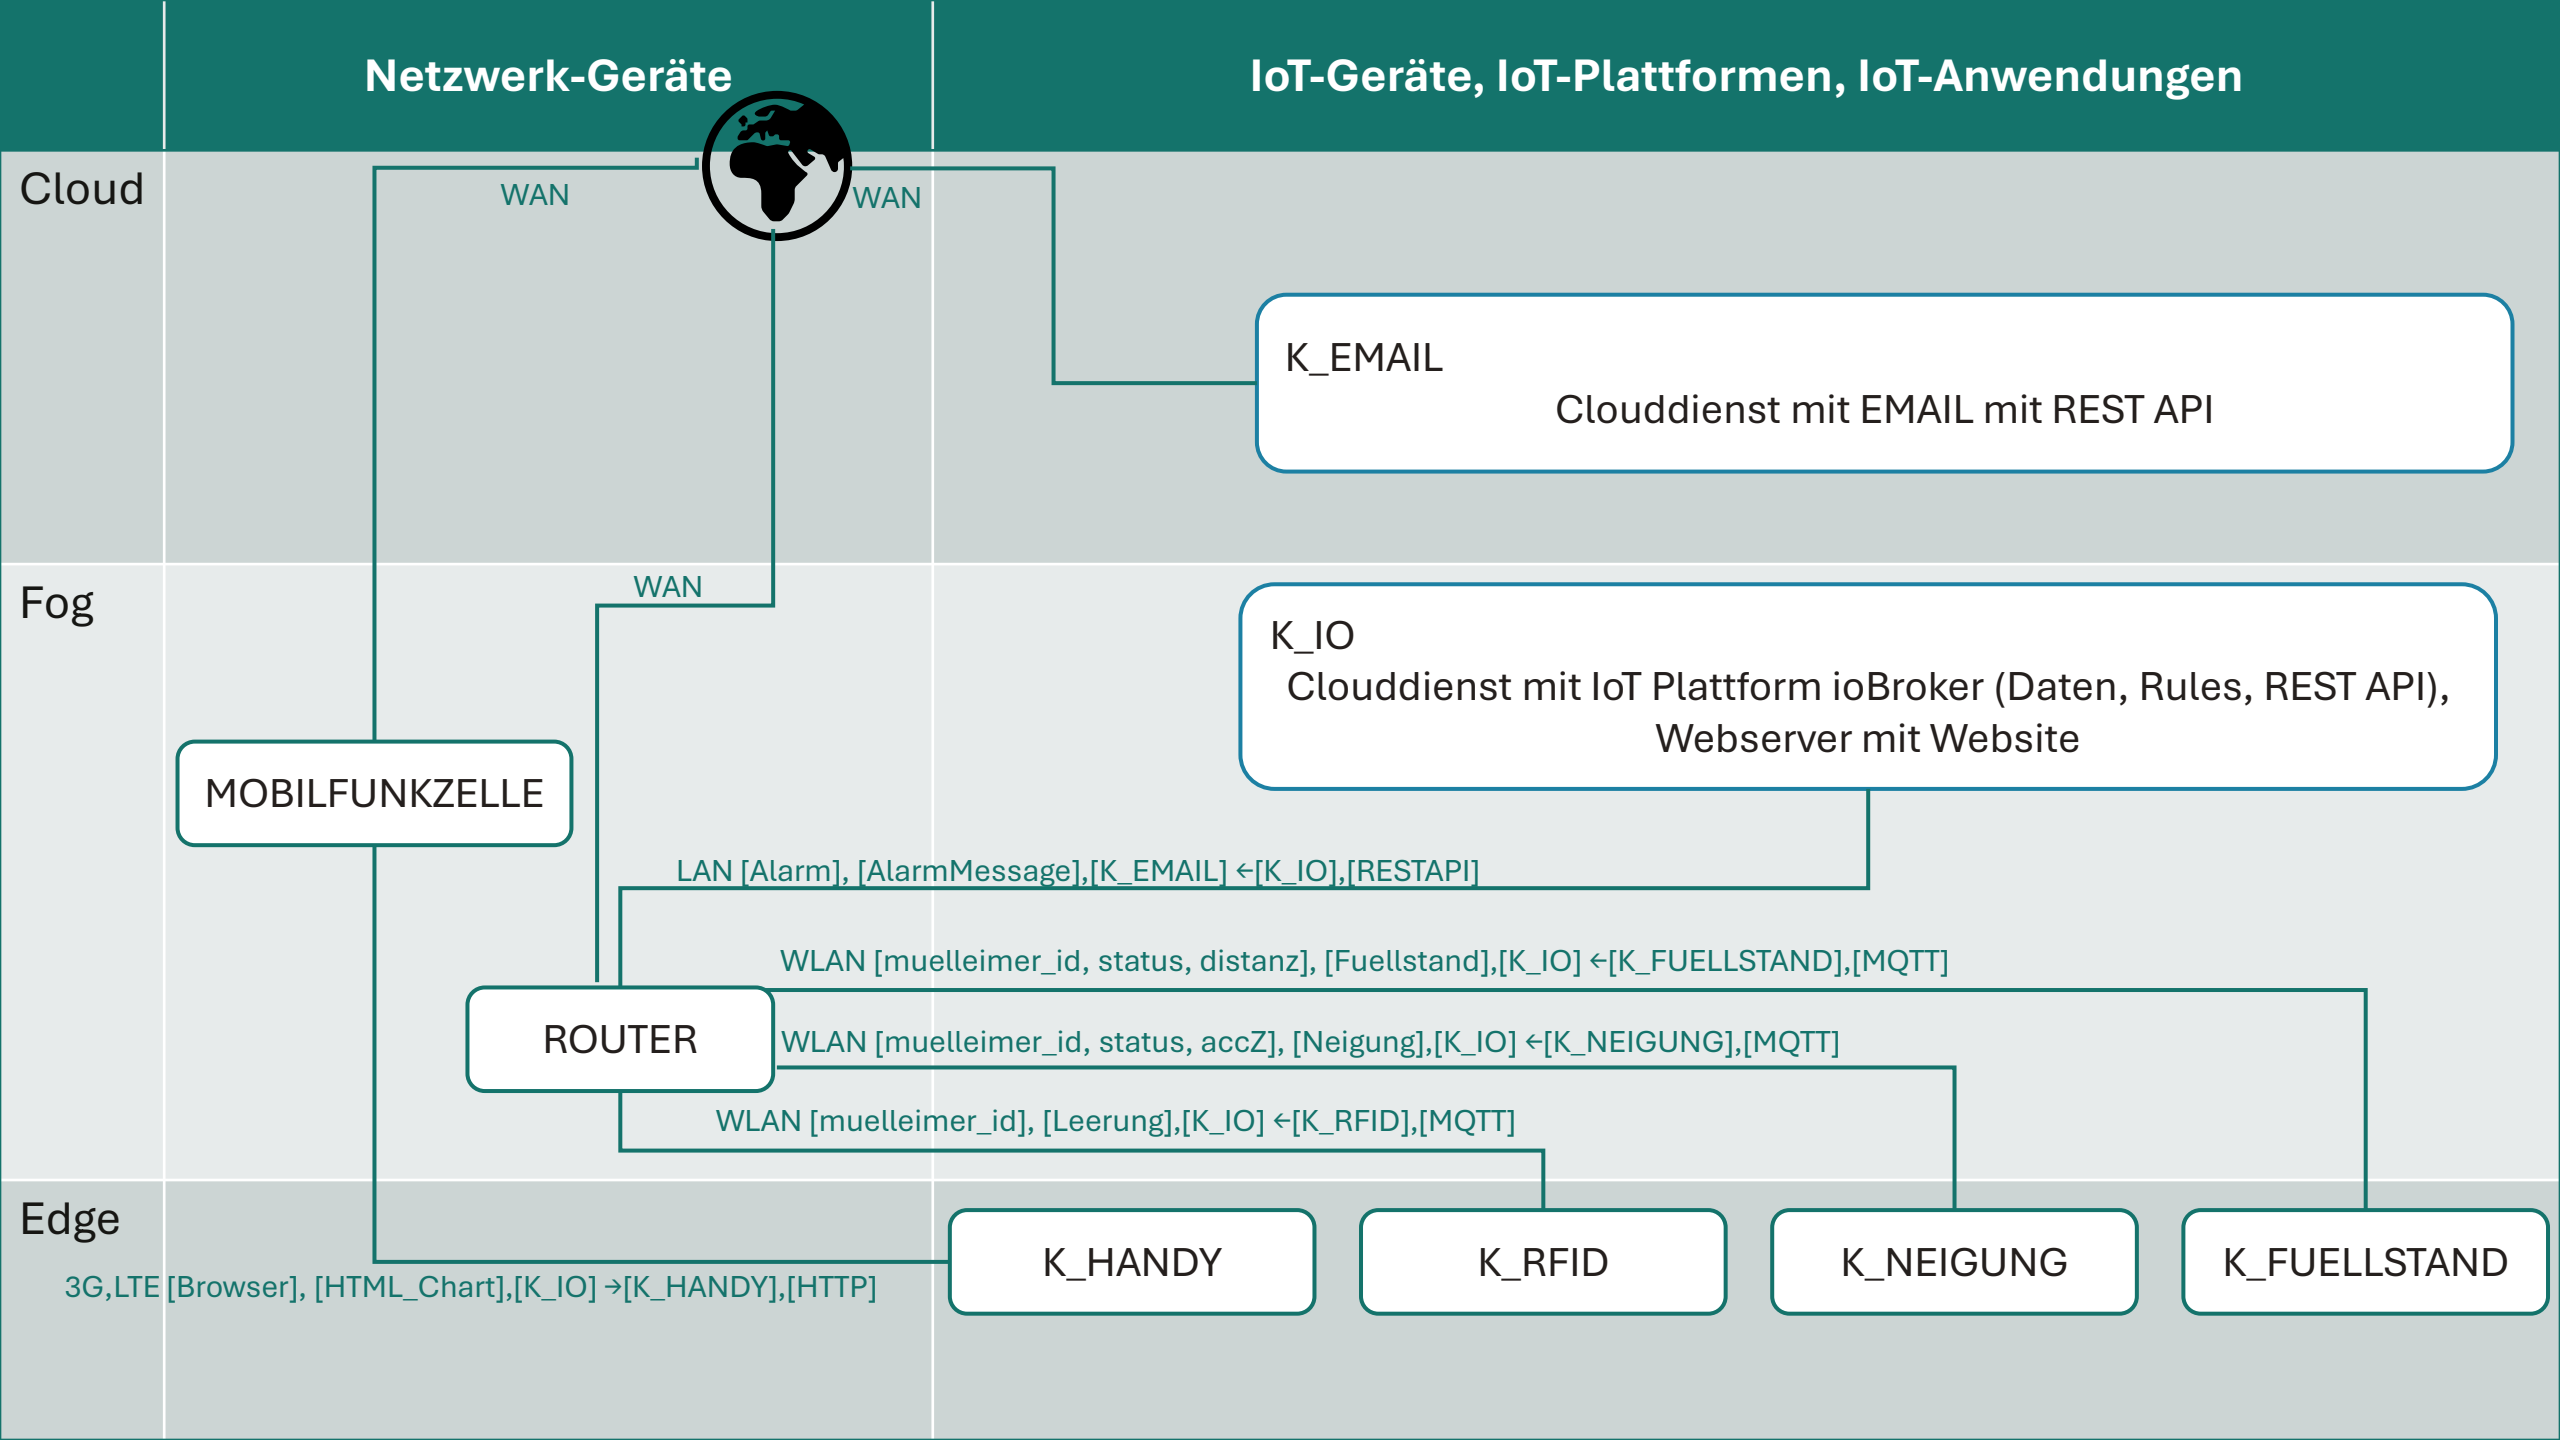 Netzwerk-Geräte
IoT-Geräte, IoT-Plattformen, IoT-Anwendungen
Cloud
WAN
WAN
K_EMAIL
Clouddienst mit EMAIL mit REST API
Fog
WAN
K_IO
Clouddienst mit IoT Plattform ioBroker (Daten, Rules, REST API),
Webserver mit Website
MOBILFUNKZELLE
LAN [Alarm], [AlarmMessage],[K_EMAIL] ←[K_IO],[RESTAPI]
WLAN [muelleimer_id, status, distanz], [Fuellstand],[K_IO] ←[K_FUELLSTAND],[MQTT]
ROUTER
WLAN [muelleimer_id, status, accZ], [Neigung],[K_IO] ←[K_NEIGUNG],[MQTT]
WLAN [muelleimer_id], [Leerung],[K_IO] ←[K_RFID],[MQTT]
Edge
K_HANDY
K_RFID
K_NEIGUNG
K_FUELLSTAND
3G,LTE [Browser], [HTML_Chart],[K_IO] →[K_HANDY],[HTTP]